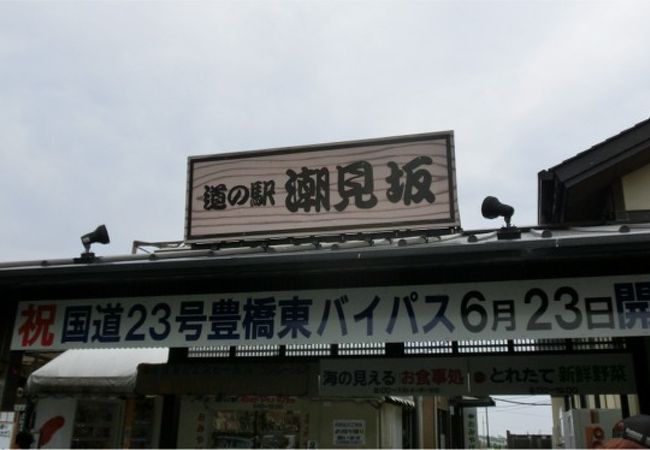 道の駅 潮見坂
祝 国道23号豊橋東バイパス6月23日開
海の見える お食事処 とれたて 新鮮野菜